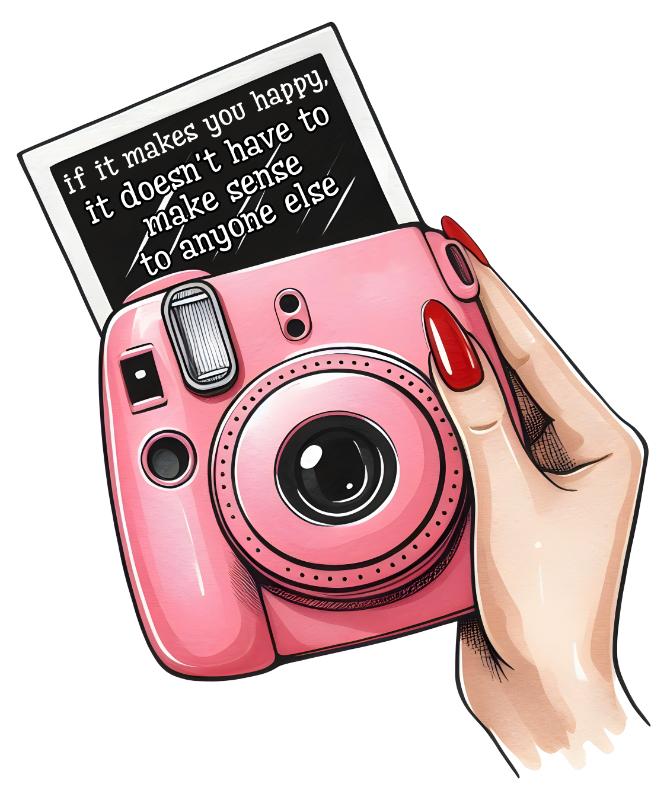 if it makes you happy,
it doesn't have to
make sense
to anyone else